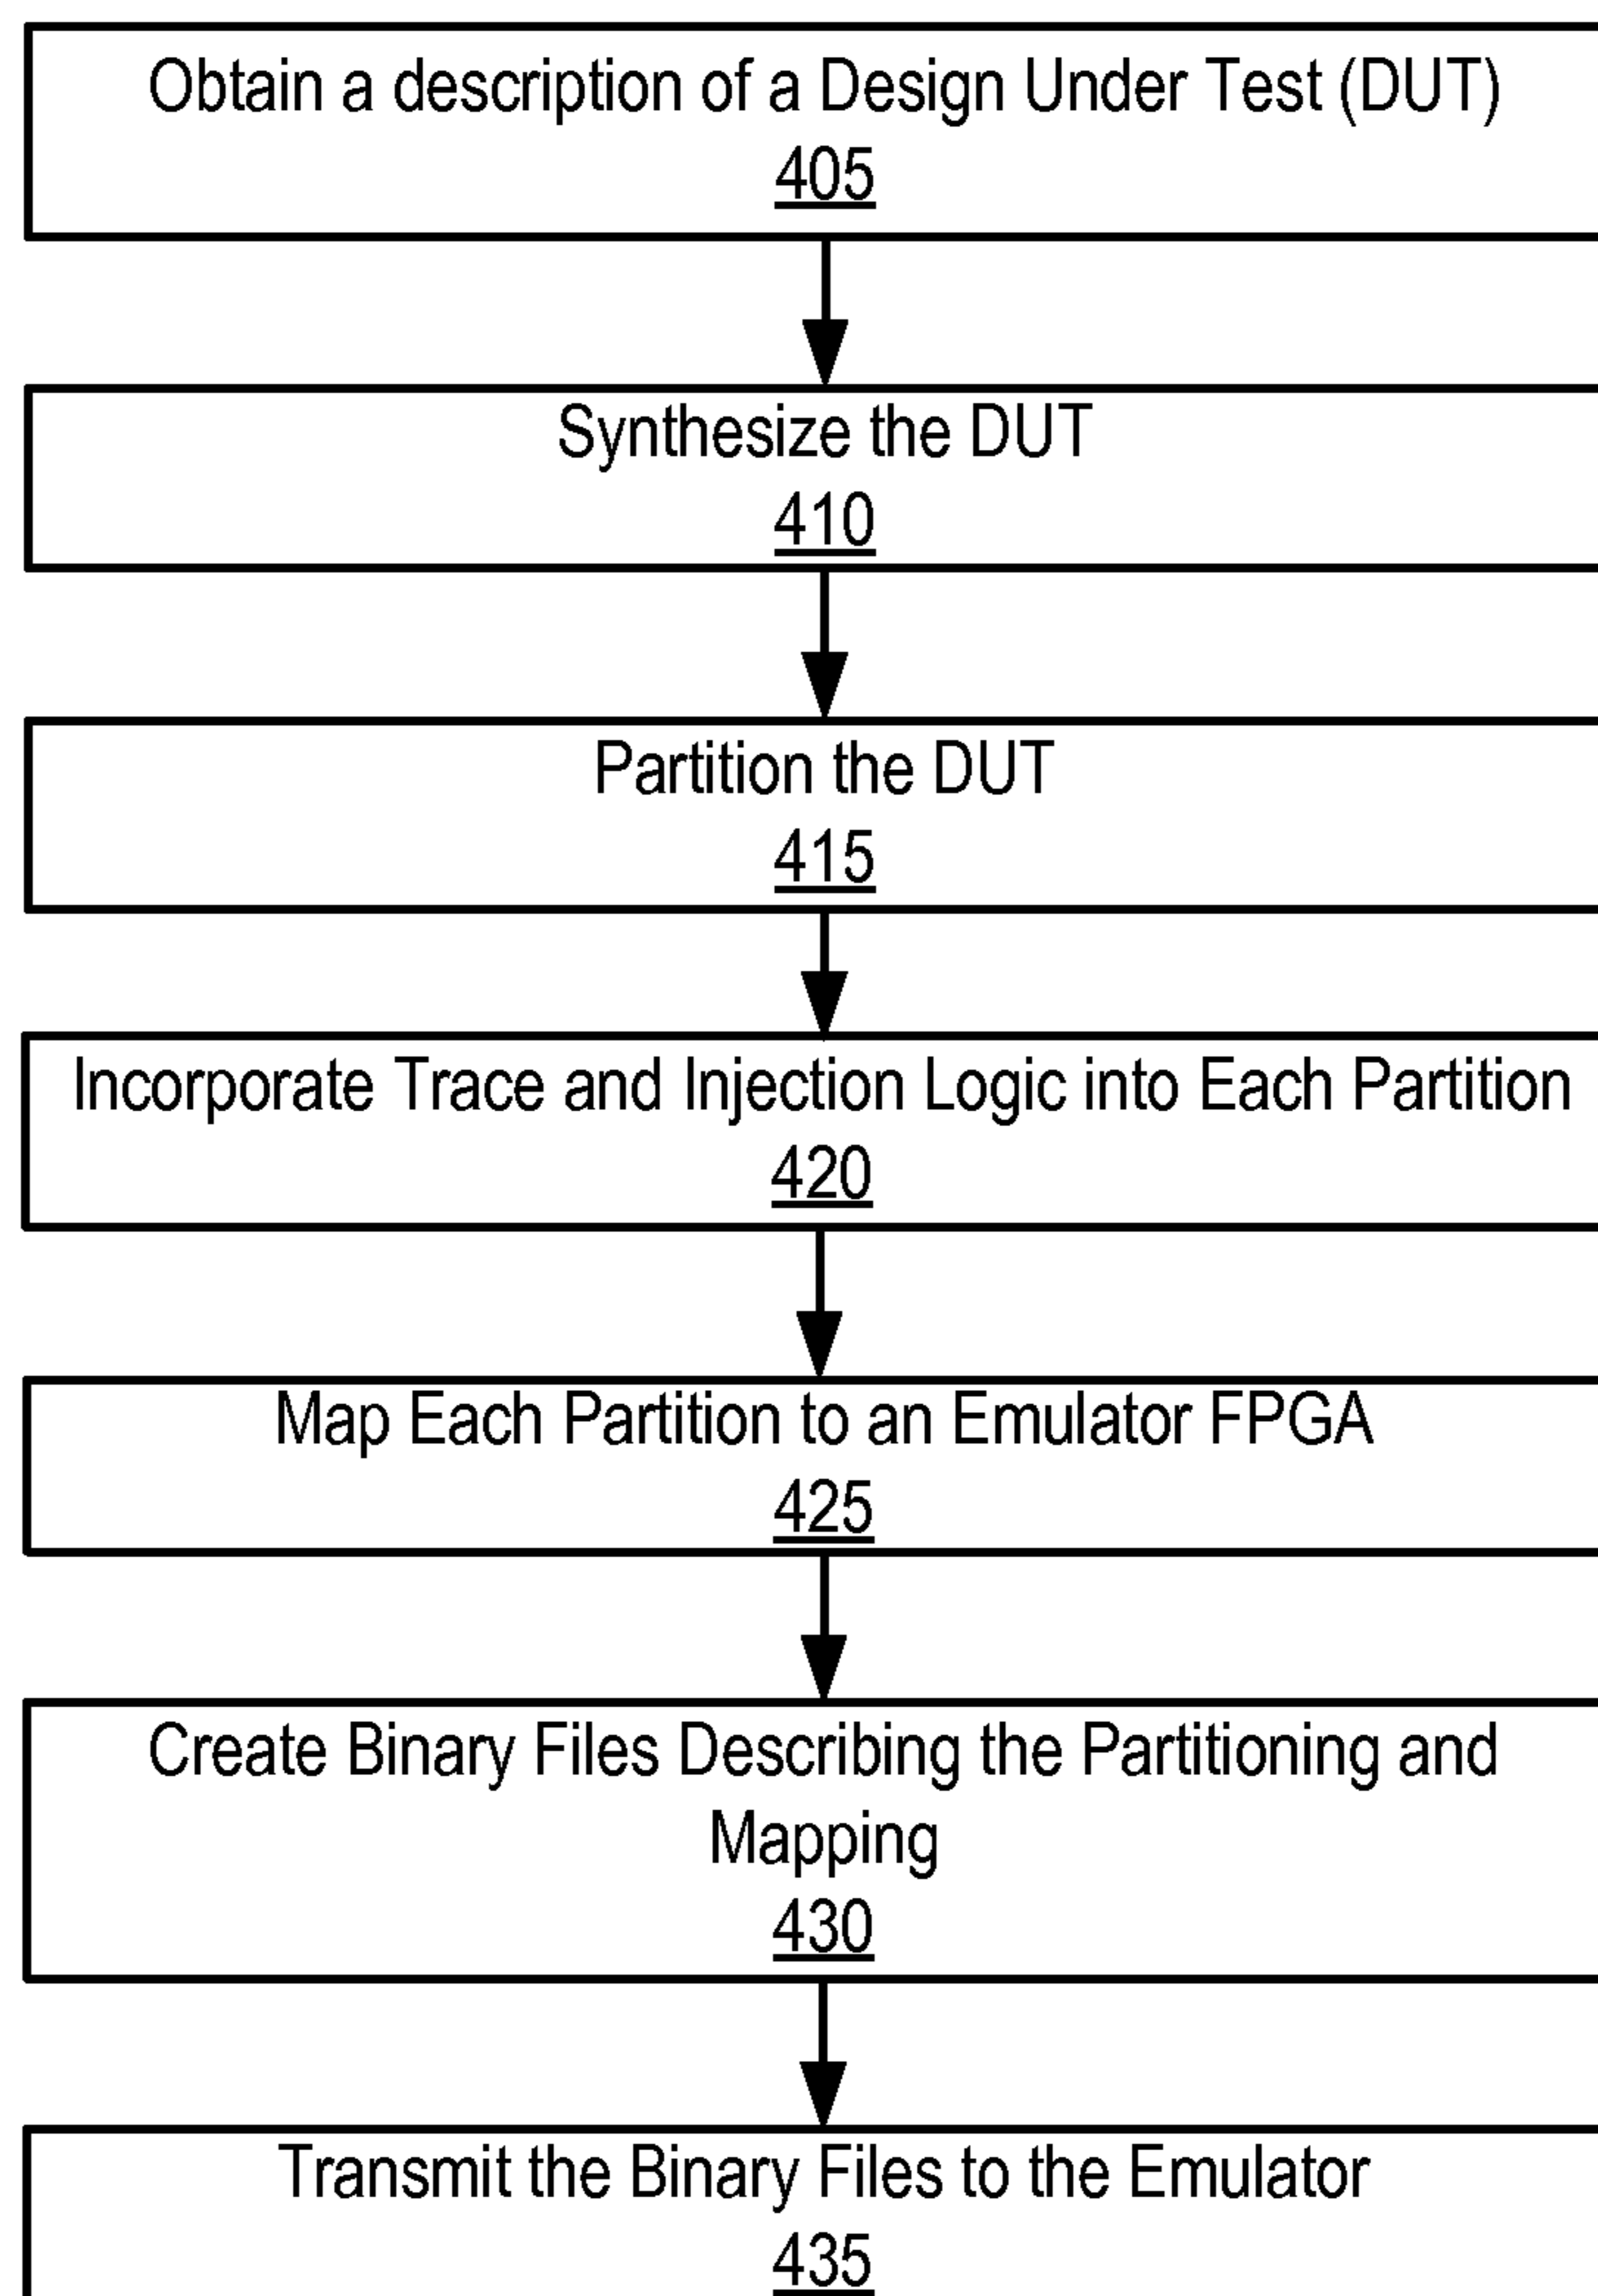 Obtain a description of a Design Under Test (DUT)
405
Synthesize the DUT
410
Partition the DUT
415
Incorporate Trace and Injection Logic into Each Partition
420
Map Each Partition to an Emulator FPGA
425
Create Binary Files Describing the Partitioning and
Mapping
430
Transmit the Binary Files to the Emulator
435